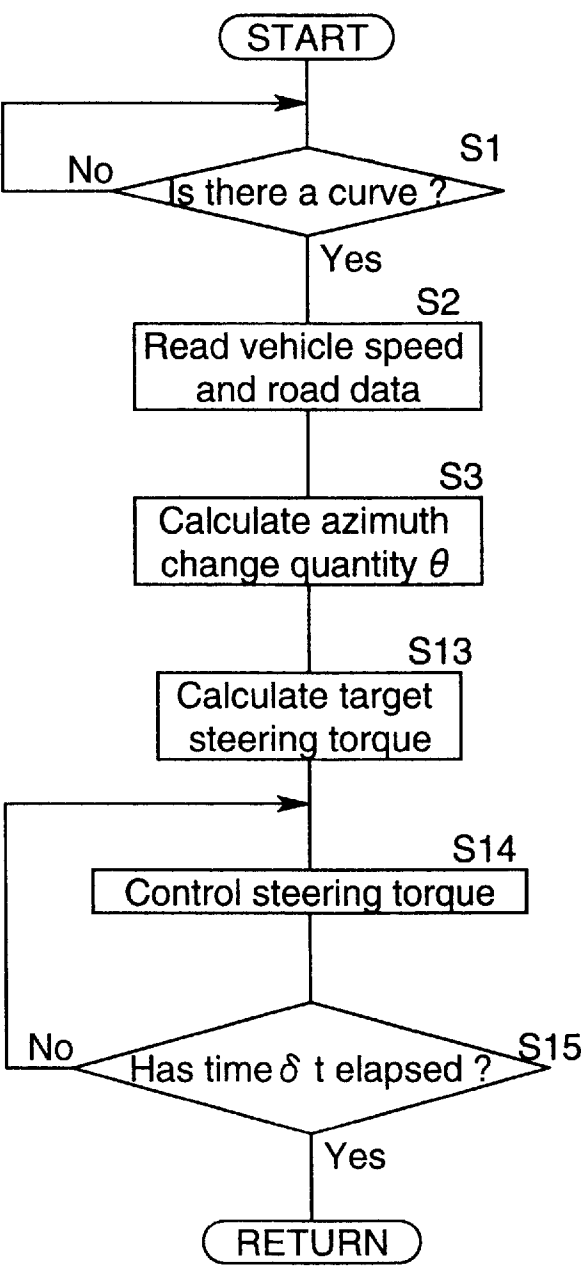 START
S1
No
Is there a curve ?
Yes
S2
Read vehicle speed
and road data
S3
Calculate azimuth
change quantity θ
S13
Calculate target
steering torque
S14
Control steering torque
No
S15
Has time δ t elapsed ?
Yes
RETURN